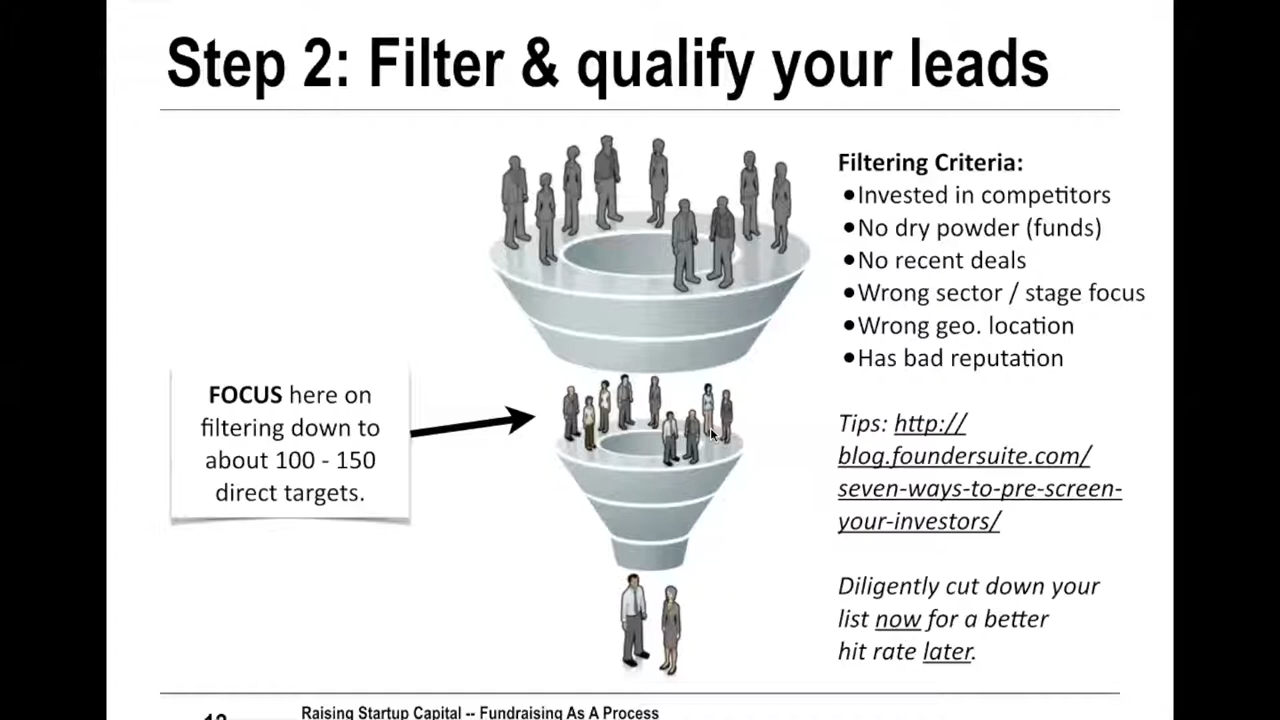 Step 2: Filter & qualify your leads
Filtering Criteria:
•Invested in competitors
•No dry powder (funds)
•No recent deals
•Wrong sector / stage focus
•Wrong geo. location
•Has bad reputation
FOCUS here on
filtering down to
about 100 - 150
direct targets.
Tips: http://
blog.foundersuite.com/
seven-ways-to-pre-screen-
your-investors/
Diligently cut down your
list now for a better
hit rate later.
Raising Startup Capital -- Fundraising As A Process